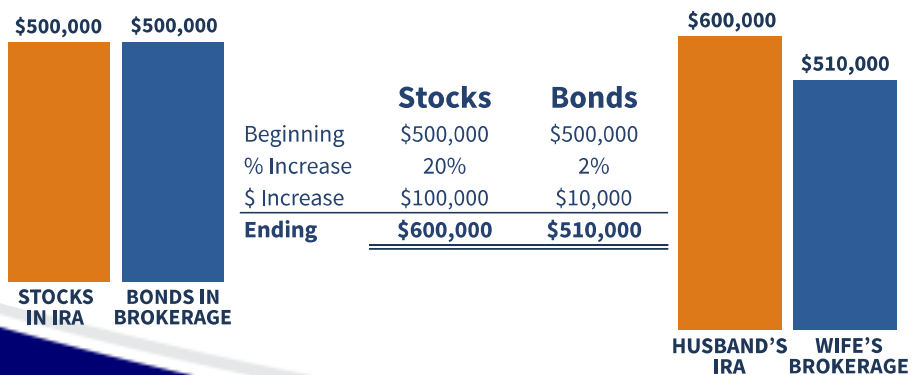 $500,000 $500,000
STOCKS IN IRA
BONDS IN BROKERAGE
Stocks Bonds
Beginning $500,000 $500,000
% Increase 20% 2%
$ Increase $100,000 $10,000
Ending $600,000 $510,000
$600,000
$510,000
HUSBAND’S IRA
WIFE’S BROKERAGE